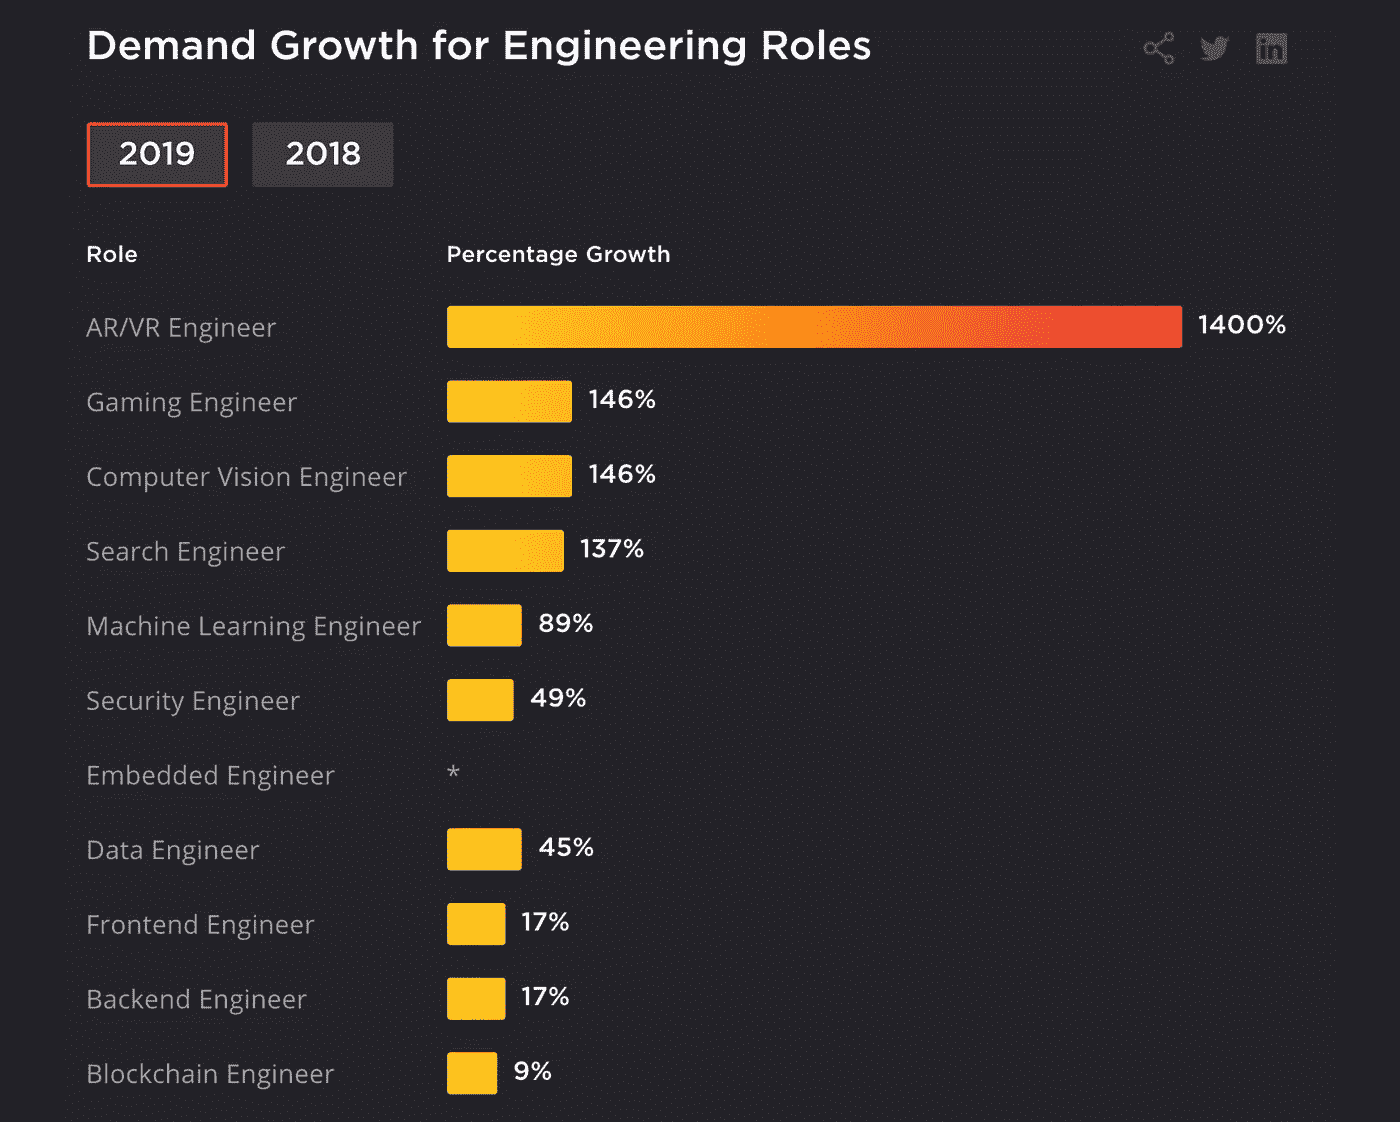 Demand Growth for Engineering Roles
2019 2018
Role Percentage Growth
AR/VR Engineer 1400%
Gaming Engineer 146%
Computer Vision Engineer 146%
Search Engineer 137%
Machine Learning Engineer 89%
Security Engineer 49%
Embedded Engineer *
Data Engineer 45%
Frontend Engineer 17%
Backend Engineer 17%
Blockchain Engineer 9%